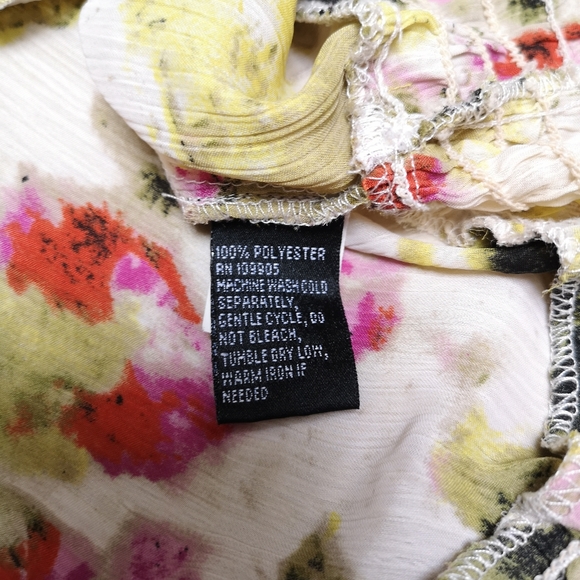 100% POLYESTER
RN 109905
MACHINE WASH COLD
SEPARATELY,
GENTLE CYCLE, DO
NOT BLEACH,
TUMBLE DRY LOW,
WARM IRON IF
NEEDED